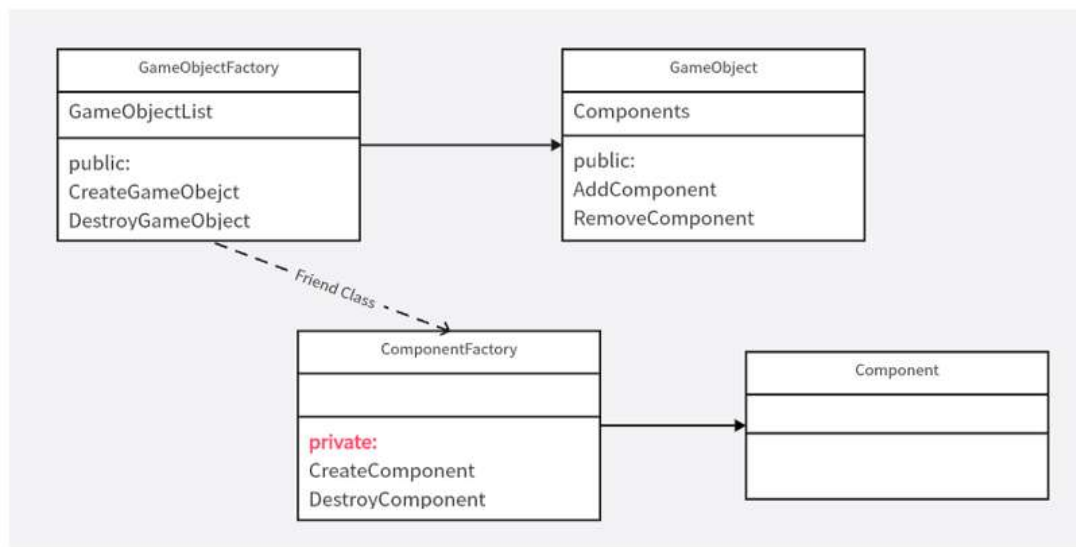 GameObjectFactory
GameObjectList
public:
CreateGameObejct
DestroyGameObject
GameObject
Components
public:
AddComponent
RemoveComponent
Friend Class
ComponentFactory
private:
CreateComponent
DestroyComponent
Component